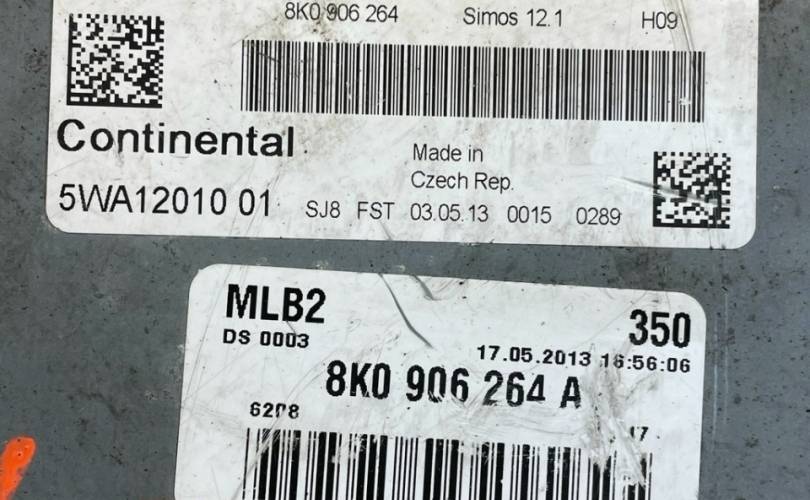 8K0 906 264 Simos 12.1 H09
Continental
Made in
Czech Rep.
5WA12010 01 SJ8 FST 03.05.13 0015 0289
MLB2 350
DS 0003
17.05.2013 16:56:06
8K0 906 264 A